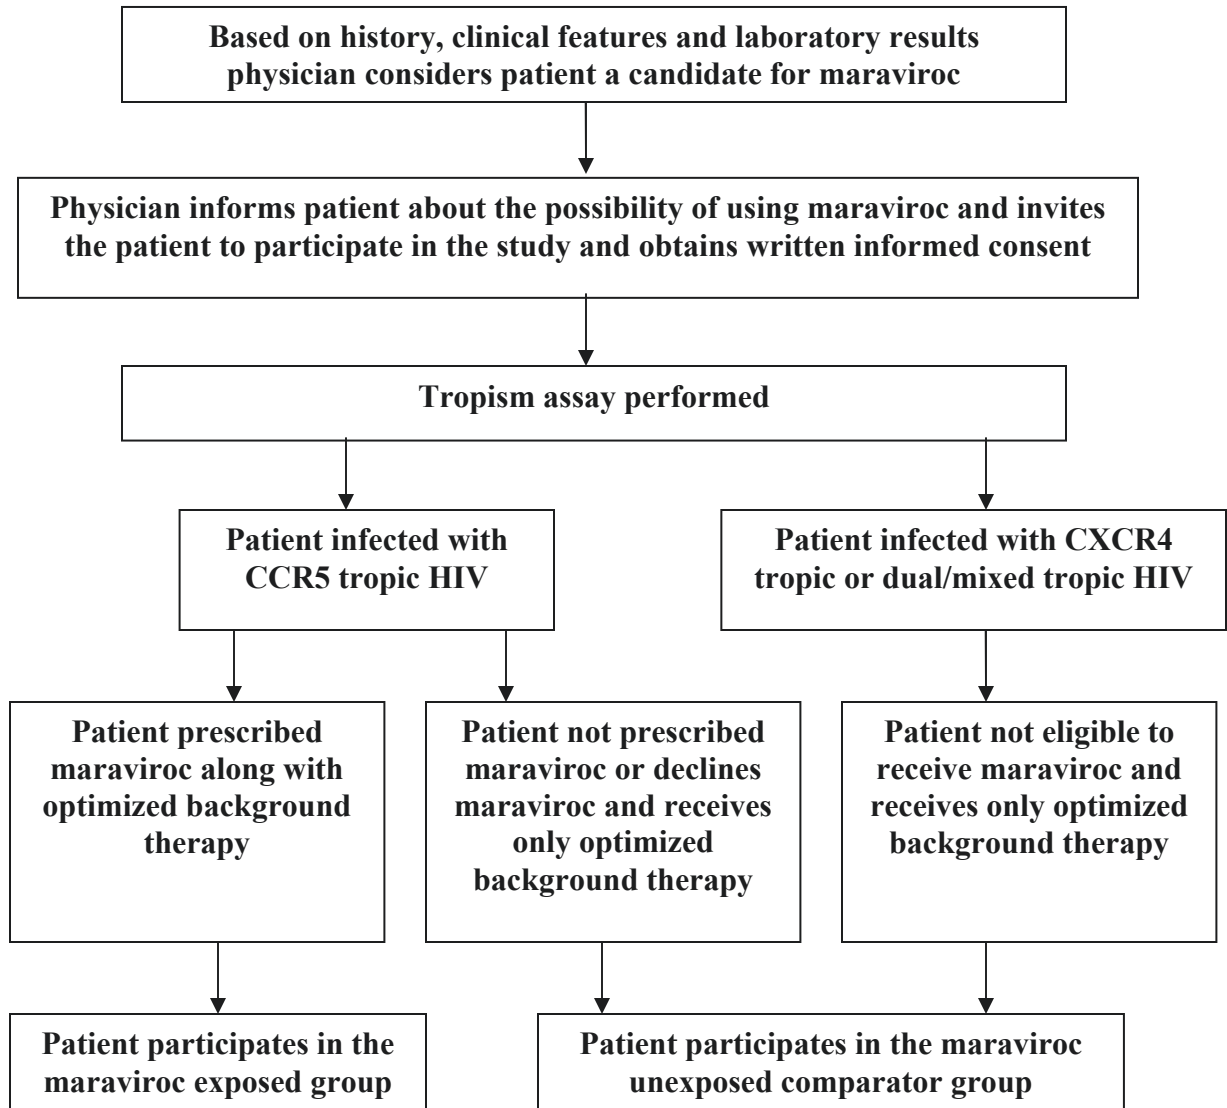 Based on history, clinical features and laboratory results
physician considers patient a candidate for maraviroc
Physician informs patient about the possibility of using maraviroc and invites
the patient to participate in the study and obtains written informed consent
Tropism assay performed
Patient infected with
CCR5 tropic HIV
Patient infected with CXCR4
tropic or dual/mixed tropic HIV
Patient prescribed
maraviroc along with
optimized background
therapy
Patient not prescribed
maraviroc or declines
maraviroc and receives
only optimized
background therapy
Patient not eligible to
receive maraviroc and
receives only optimized
background therapy
Patient participates in the
maraviroc exposed group
Patient participates in the maraviroc
unexposed comparator group